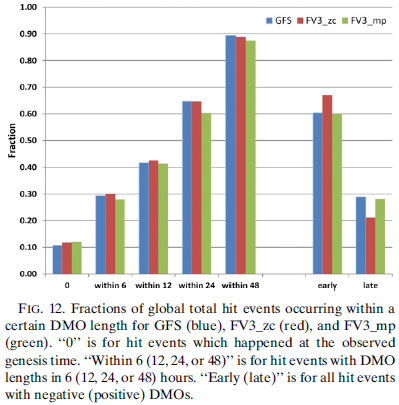 GFS FV3_zc FV3_mp
1.00
0.90
0.80
0.70
0.60
0.50
0.40
0.30
0.20
0.10
0.00
Fraction
0 within 6 within 12 within 24 within 48 early late
FIG. 12. Fractions of global total hit events occurring within a
certain DMO length for GFS (blue), FV3_zc (red), and FV3_mp
(green). “0” is for hit events which happened at the observed
genesis time. “Within 6 (12, 24, or 48)” is for hit events with DMO
lengths in 6 (12, 24, or 48) hours. “Early (late)” is for all hit events
with negative (positive) DMOs.